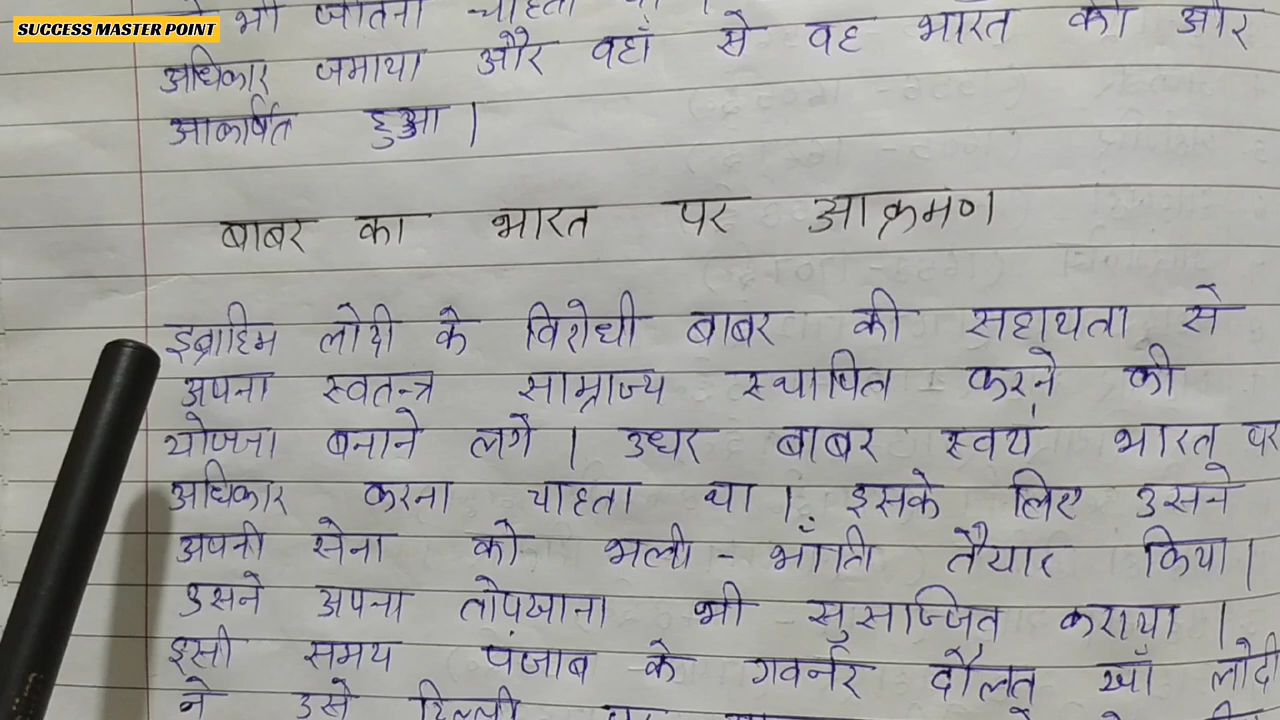 SUCCESS MASTER POINT
भी जीतना चाहता था।
अधिकार जमाया और वहाँ से वह भारत की ओर
आकर्षित हुआ।
बाबर का भारत पर आक्रमण
इब्राहिम लोदी के विरोधी बाबर की सहायता से
अपना स्वतन्त्र साम्राज्य स्थापित करने की
योजना बनाने लगे। उधर बाबर स्वयं भारत पर
अधिकार करना चाहता था। इसके लिए उसने
अपनी सेना को भली-भाँति तैयार किया।
उसने अपना तोपखाना भी सुसज्जित कराया।
इसी समय पंजाब के गवर्नर दौलत खाँ लोदी
ने उसे दिल्ली